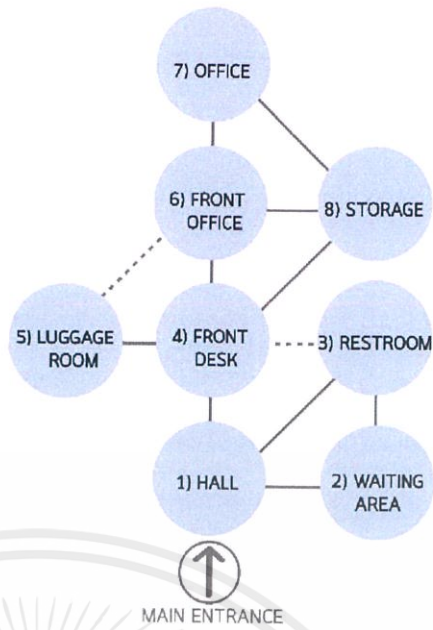 7) OFFICE
6) FRONT
OFFICE
8) STORAGE
5) LUGGAGE
ROOM
4) FRONT
DESK
3) RESTROOM
1) HALL
2) WAITING
AREA
MAIN ENTRANCE